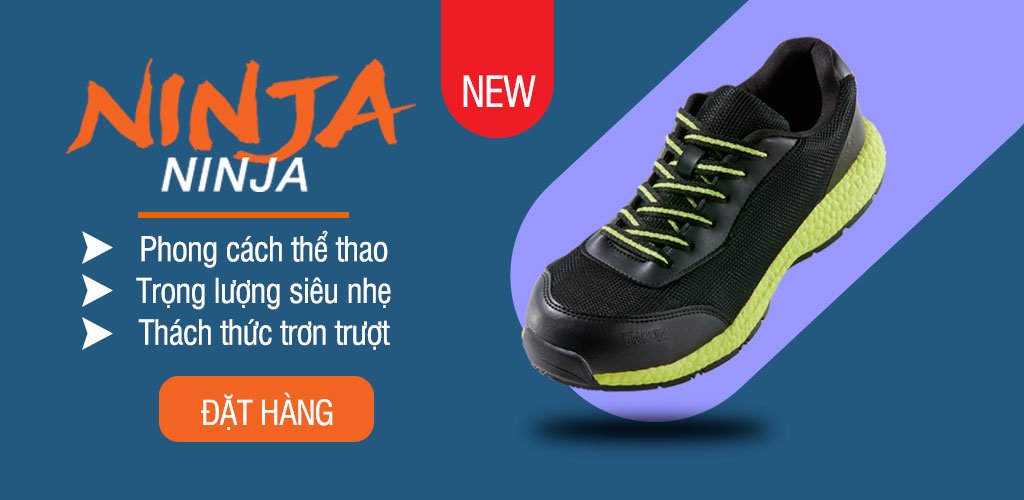 NINJA
NINJA
NEW
Phong cách thể thao
Trọng lượng siêu nhẹ
Thách thức trơn trượt
ĐẶT HÀNG